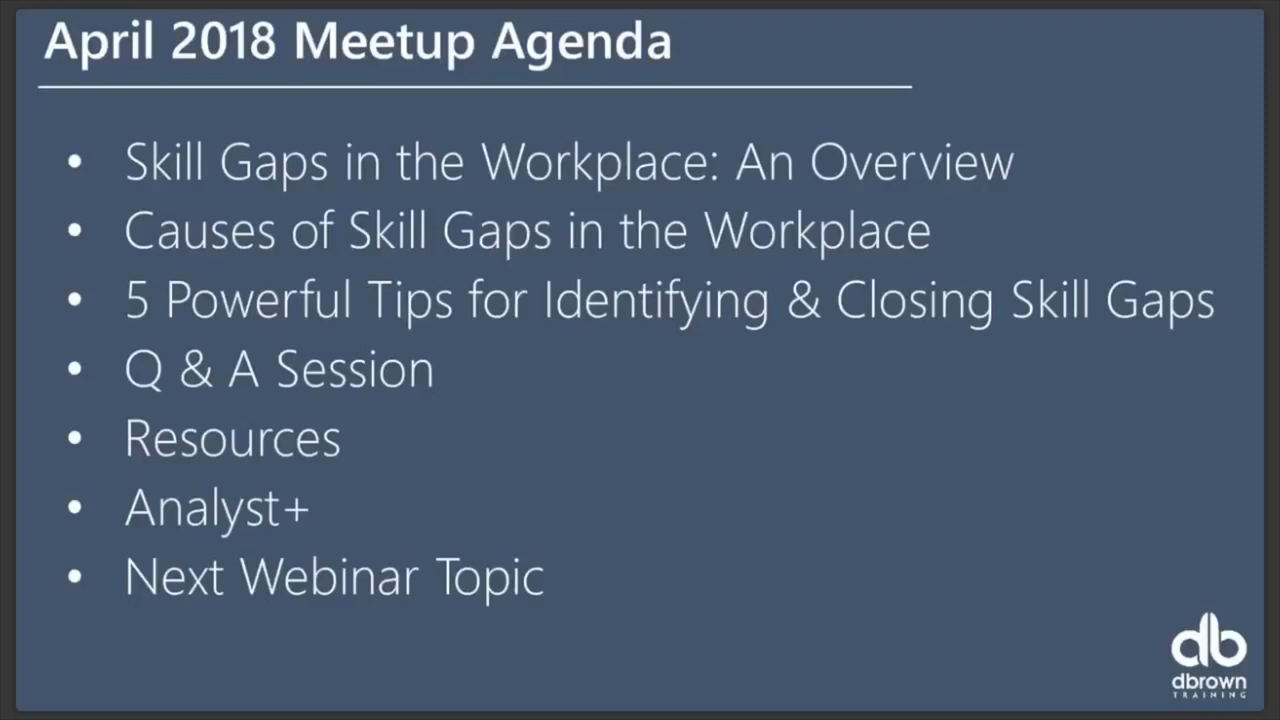 April 2018 Meetup Agenda
• Skill Gaps in the Workplace: An Overview
• Causes of Skill Gaps in the Workplace
• 5 Powerful Tips for Identifying & Closing Skill Gaps
• Q & A Session
• Resources
• Analyst+
• Next Webinar Topic
db
dbrown
TRAINING